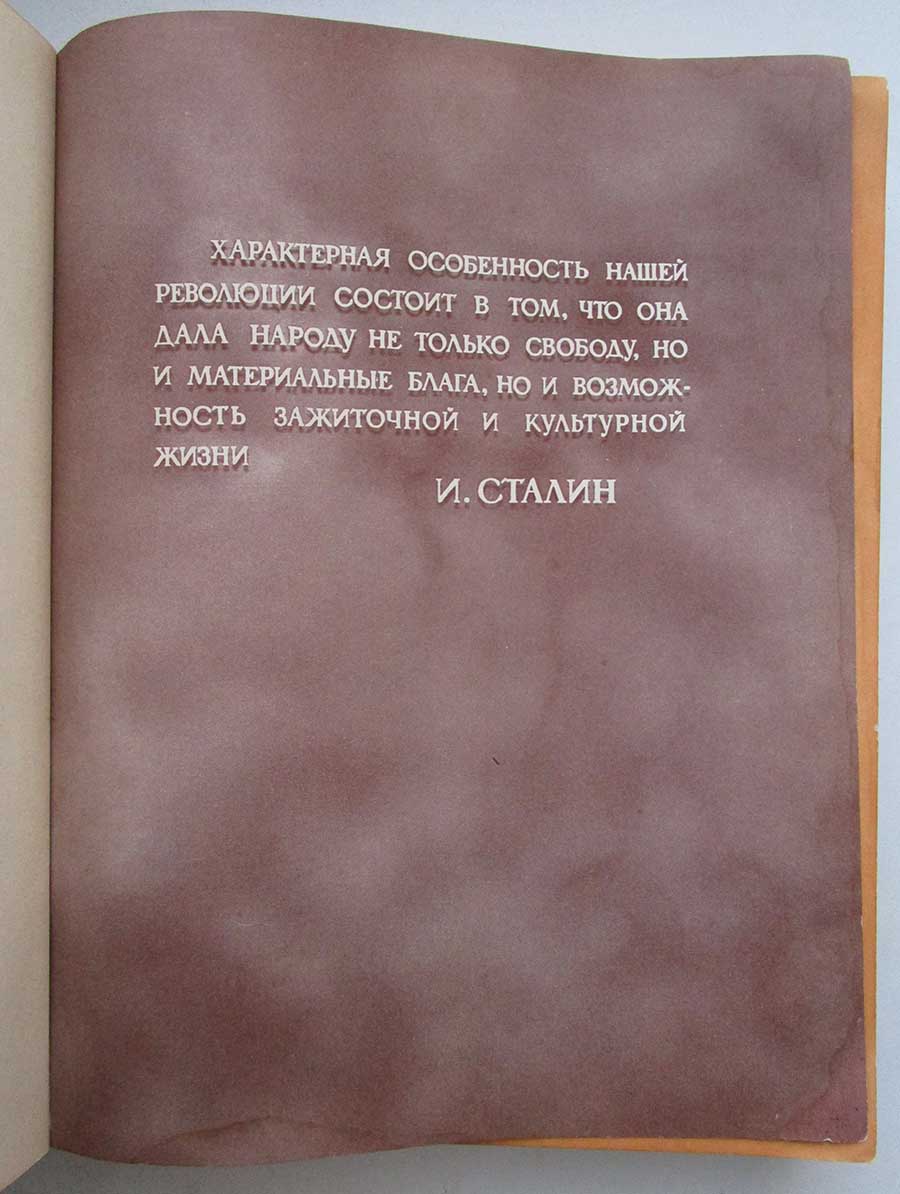 ХАРАКТЕРНАЯ ОСОБЕННОСТЬ НАШЕЙ
РЕВОЛЮЦИИ СОСТОИТ В ТОМ, ЧТО ОНА
ДАЛА НАРОДУ НЕ ТОЛЬКО СВОБОДУ, НО
И МАТЕРИАЛЬНЫЕ БЛАГА, НО И ВОЗМОЖ-
НОСТЬ ЗАЖИТОЧНОЙ И КУЛЬТУРНОЙ
ЖИЗНИ
И. СТАЛИН